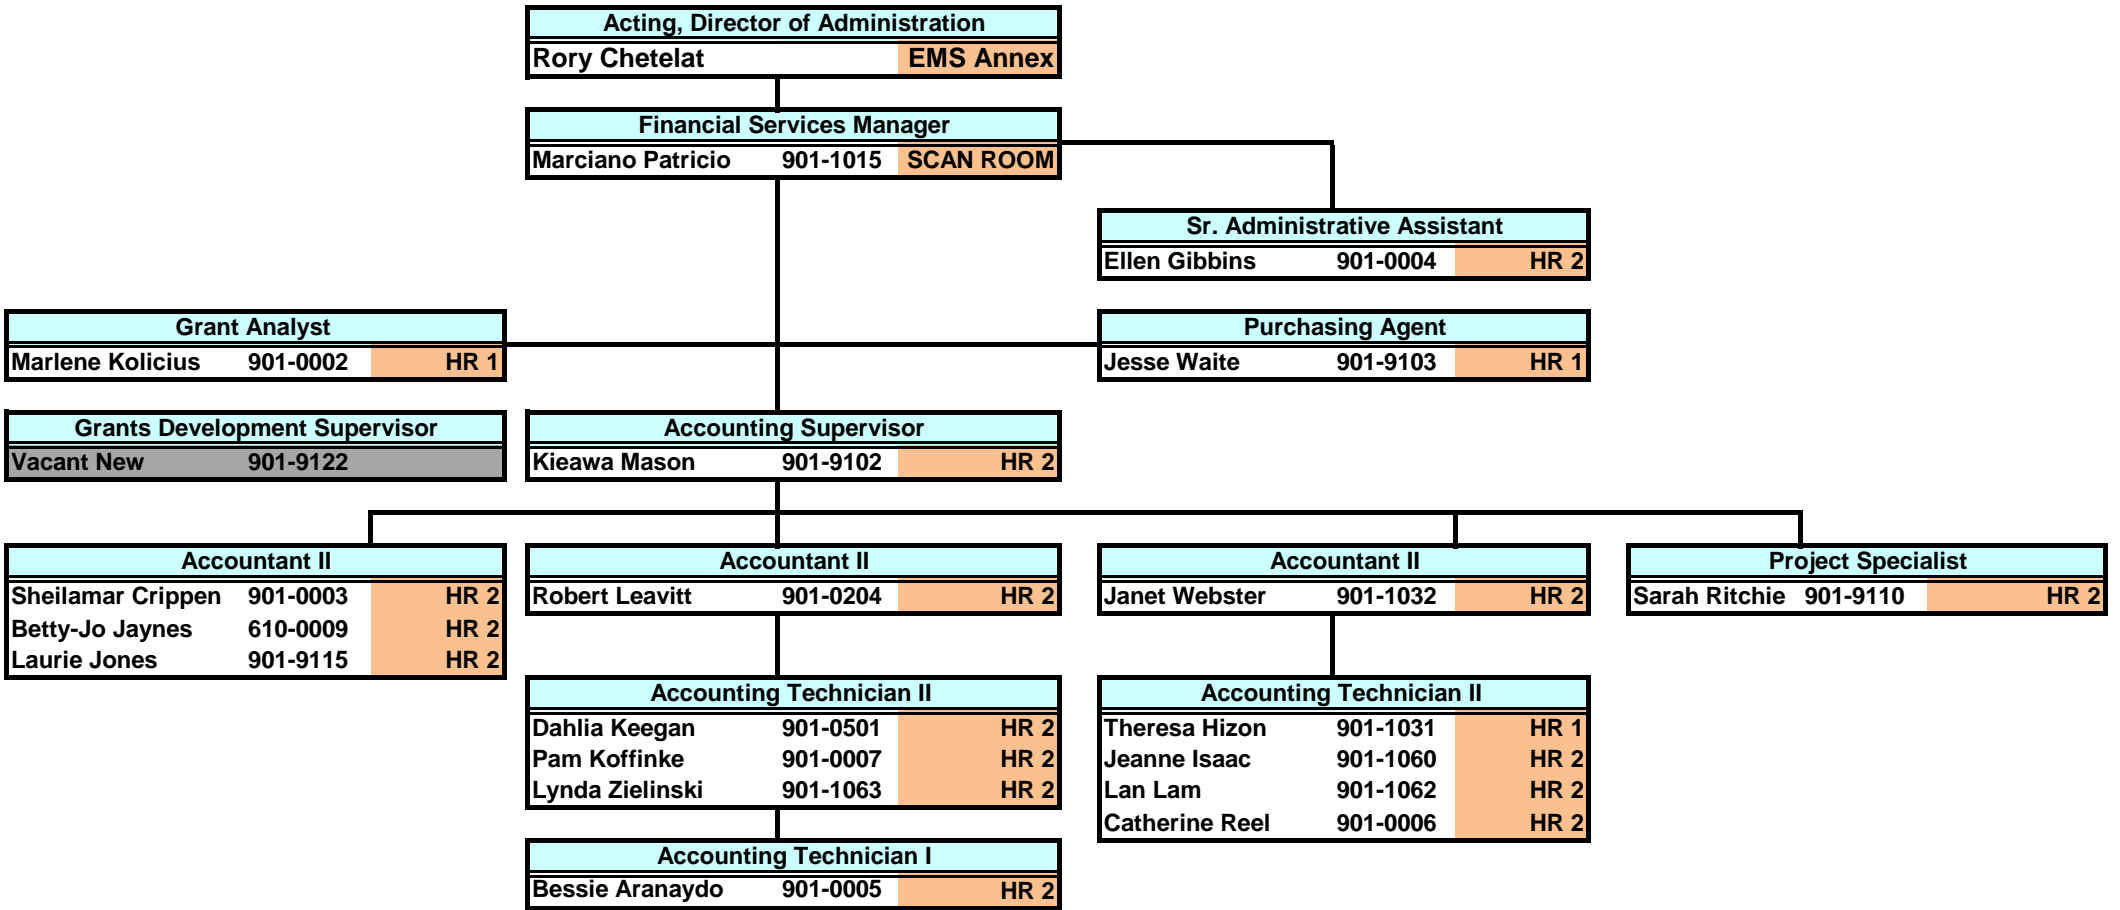 Acting, Director of Administration
Rory Chetelat EMS Annex
Financial Services Manager
Marciano Patricio 901-1015 SCAN ROOM
Sr. Administrative Assistant
Ellen Gibbins 901-0004 HR 2
Grant Analyst
Marlene Kolicius 901-0002 HR 1
Purchasing Agent
Jesse Waite 901-9103 HR 1
Grants Development Supervisor
Vacant New 901-9122
Accounting Supervisor
Kieawa Mason 901-9102 HR 2
Accountant II
Sheilamar Crippen 901-0003 HR 2
Betty-Jo Jaynes 610-0009 HR 2
Laurie Jones 901-9115 HR 2
Accountant II
Robert Leavitt 901-0204 HR 2
Accountant II
Janet Webster 901-1032 HR 2
Project Specialist
Sarah Ritchie 901-9110 HR 2
Accounting Technician II
Dahlia Keegan 901-0501 HR 2
Pam Koffinke 901-0007 HR 2
Lynda Zielinski 901-1063 HR 2
Accounting Technician II
Theresa Hizon 901-1031 HR 1
Jeanne Isaac 901-1060 HR 2
Lan Lam 901-1062 HR 2
Catherine Reel 901-0006 HR 2
Accounting Technician I
Bessie Aranaydo 901-0005 HR 2